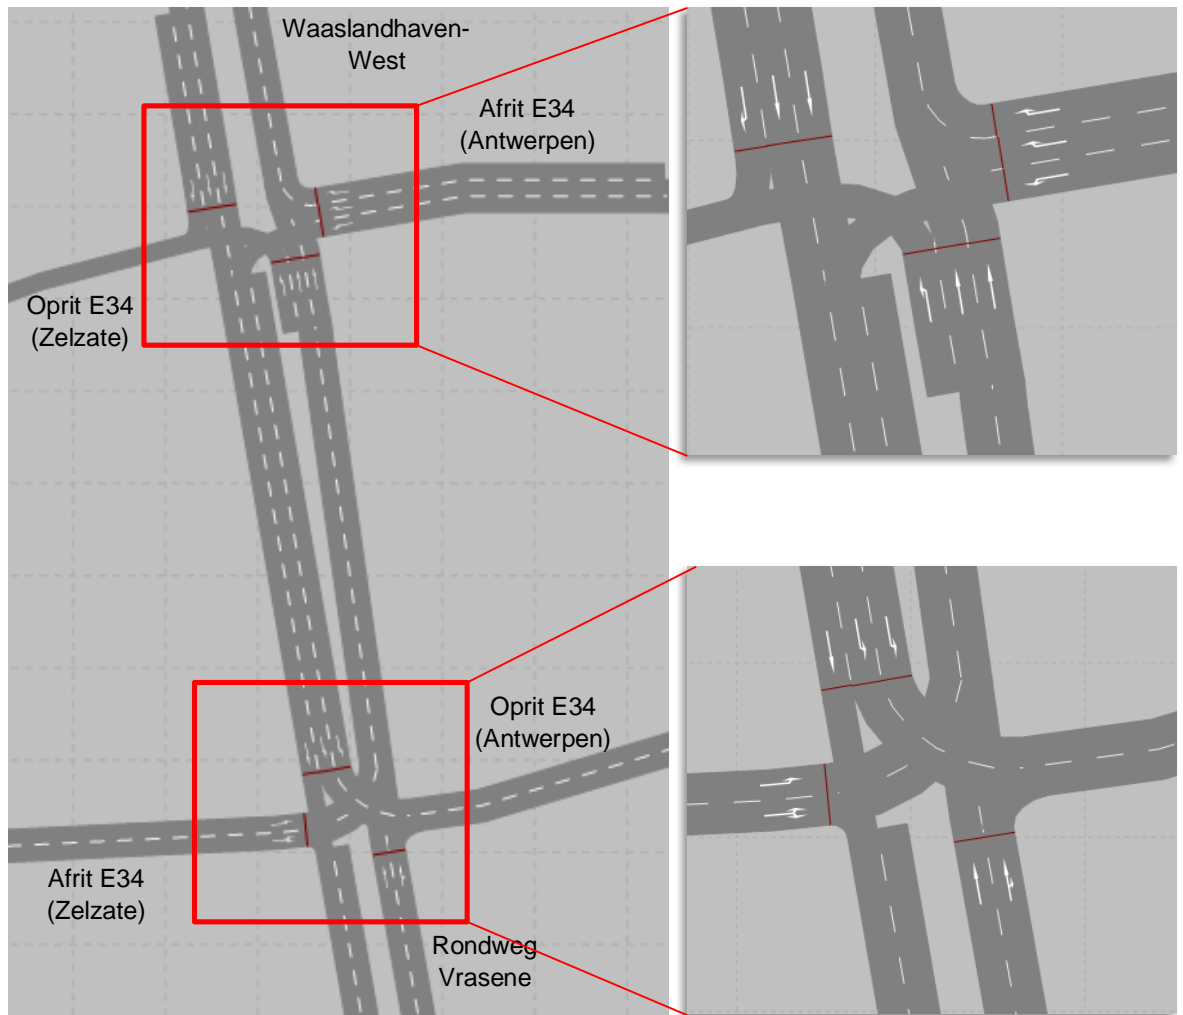 Waaslandhaven-
West
Afrit E34
(Antwerpen)
Oprit E34
(Zelzate)
Oprit E34
(Antwerpen)
Afrit E34
(Zelzate)
Rondweg
Vrasene